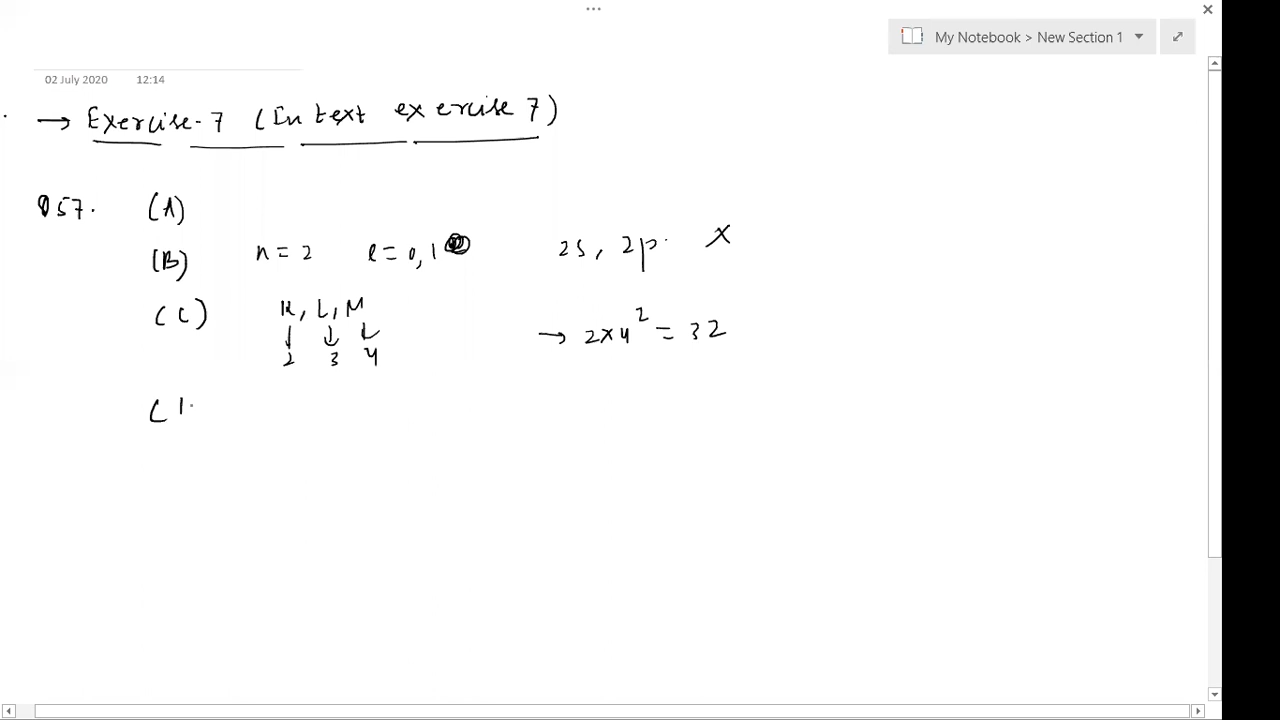 My Notebook > New Section 1
02 July 2020 12:14
→ Exercise-7 (In text exercise 7)
Q57. (A)
(B) n = 2 l = 0, 1 2s, 2p. X
(C) K, L, M
→ 2×4² = 32
2 3 4
(